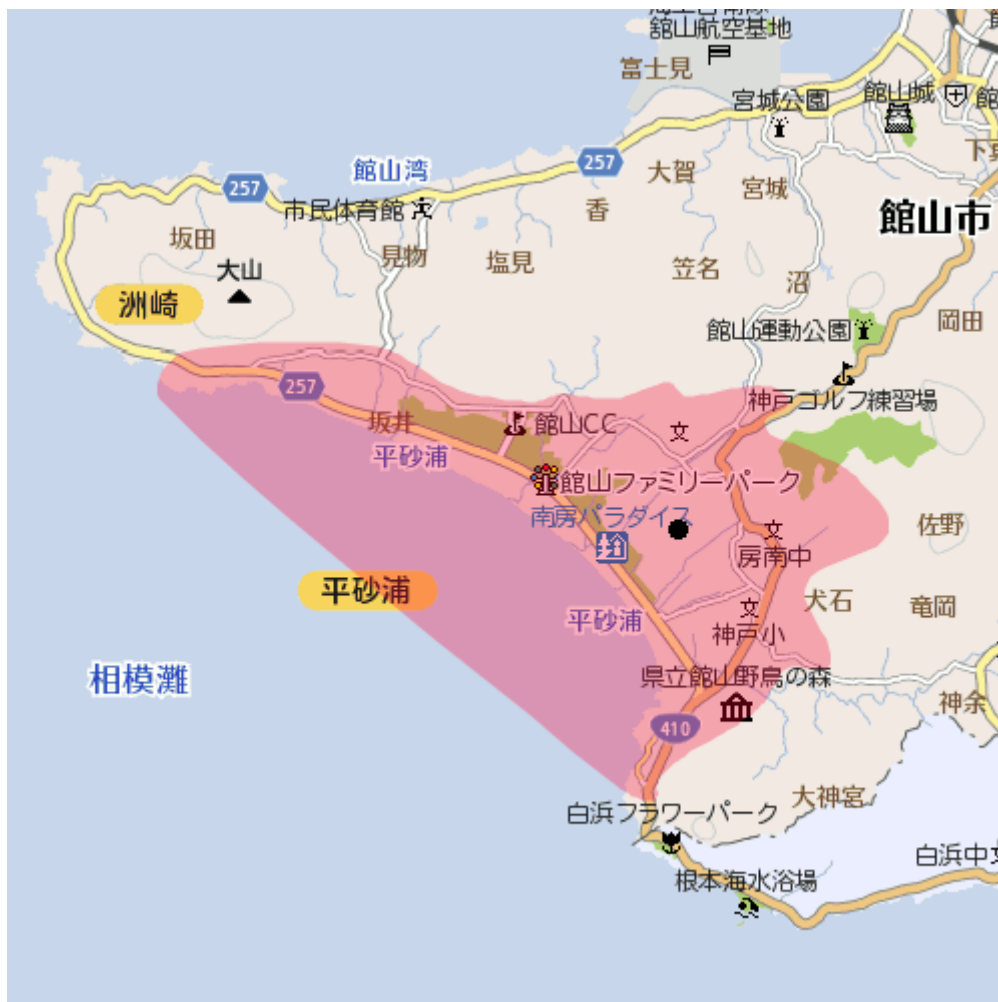 館山航空基地
富士見
宮城公園
館山城
館山湾
257
大賀
宮城
257
市民体育館
香
館山市
坂田
見物
塩見
笠名
沼
大山
洲崎
館山運動公園
岡田
257
神戸ゴルフ練習場
坂井
館山CC
文
平砂浦
館山ファミリーパーク
南房パラダイス
佐野
文
房南中
平砂浦
犬石
竜岡
文
平砂浦
神戸小
相模灘
県立館山野鳥の森
神余
410
大神宮
白浜フラワーパーク
白浜中
根本海水浴場